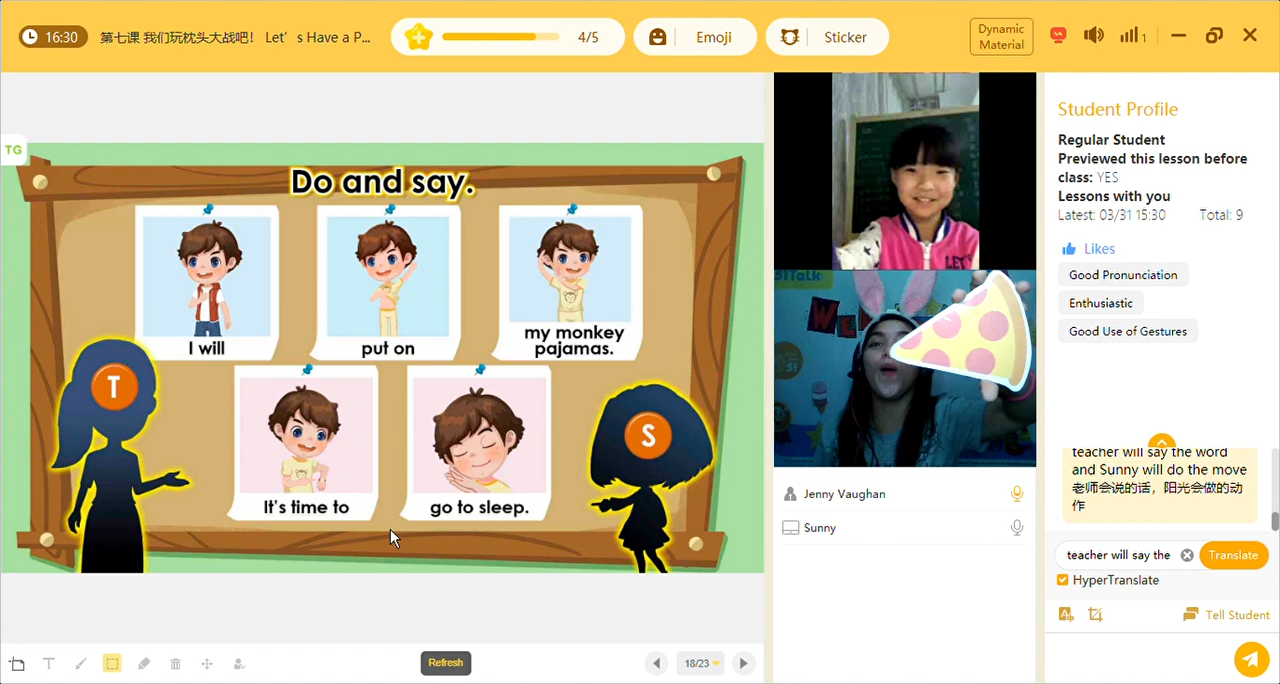 16:30
第七课 我们玩枕头大战吧! Let's Have a P...
4/5
Emoji
Sticker
Dynamic
Material
1
TG
Do and say.
I will
put on
my monkey
pajamas.
It's time to
go to sleep.
T
S
51Talk
WE
51
LET
Jenny Vaughan
Sunny
Student Profile
Regular Student
Previewed this lesson before
class: YES
Lessons with you
Latest: 03/31 15:30 Total: 9
Likes
Good Pronunciation
Enthusiastic
Good Use of Gestures
teacher will say the word
and Sunny will do the move
老师会说的话，阳光会做的动
作
teacher will say the
Translate
HyperTranslate
Tell Student
Refresh
18/23